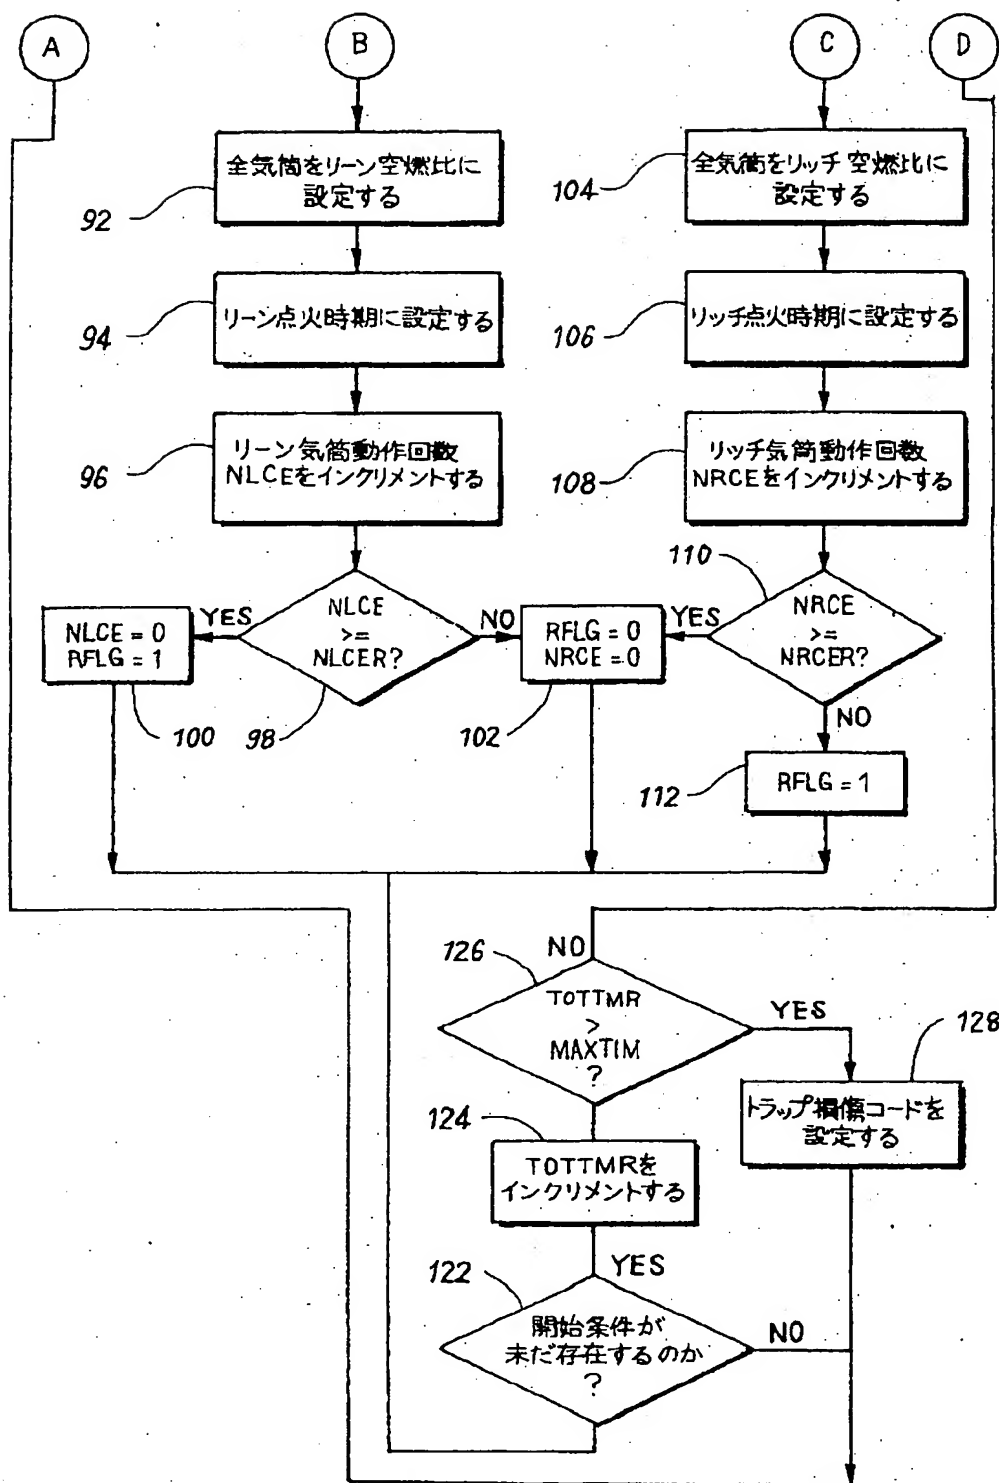 A
B
C
D
全気筒をリーン空燃比に
設定する
92
全気筒をリッチ空燃比に
設定する
104
リーン点火時期に設定する
94
リッチ点火時期に設定する
106
リーン気筒動作回数
NLCEをインクリメントする
96
リッチ気筒動作回数
NRCEをインクリメントする
108
110
NLCE
>=
NLCER?
YES
NO
NLCE = 0
RFLG = 1
100
98
RFLG = 0
NRCE = 0
102
YES
NRCE
>=
NRCER?
NO
RFLG = 1
112
NO
126
TOTTMR
>
MAXTIM
?
YES
128
トラップ損傷コードを
設定する
124
TOTTMRを
インクリメントする
YES
122
開始条件が
未だ存在するのか
?
NO